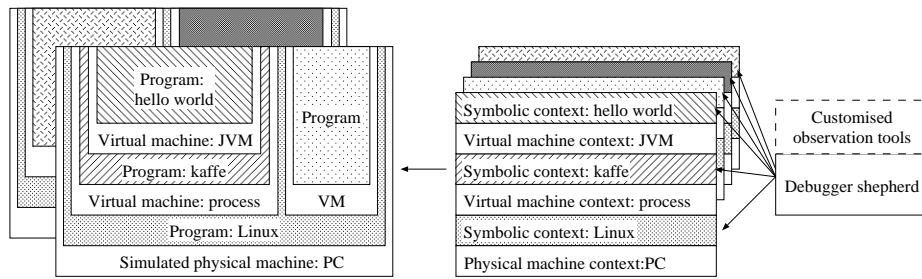 Program:
hello world
Program
Virtual machine: JVM
Program: kaffe
Virtual machine: process
VM
Program: Linux
Simulated physical machine: PC
Symbolic context: hello world
Virtual machine context: JVM
Symbolic context: kaffe
Virtual machine context: process
Symbolic context: Linux
Physical machine context:PC
Customised
observation tools
Debugger shepherd